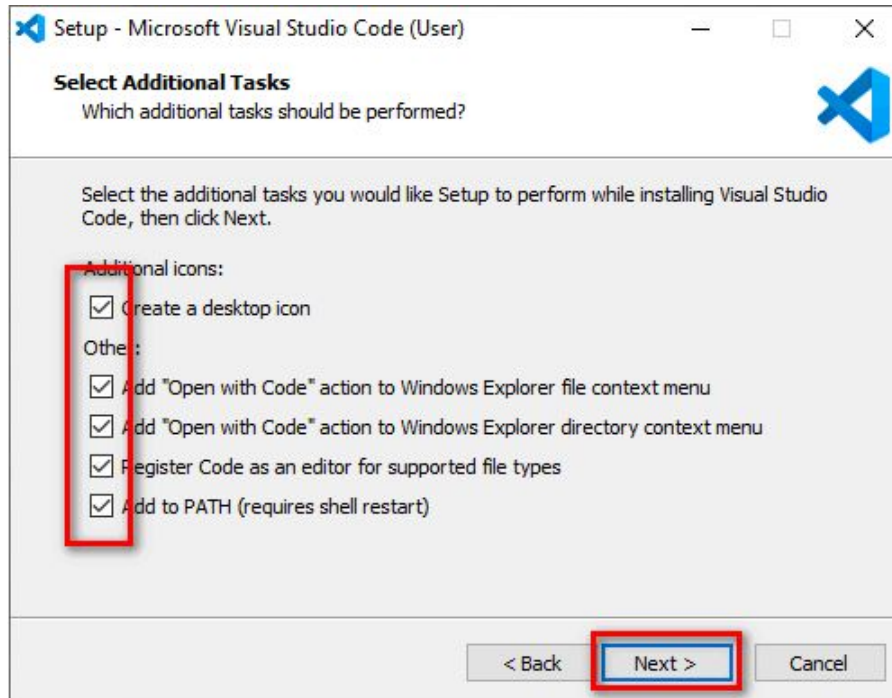 Setup - Microsoft Visual Studio Code (User)
Select Additional Tasks
Which additional tasks should be performed?
Select the additional tasks you would like Setup to perform while installing Visual Studio
Code, then click Next.
Additional icons:
Create a desktop icon
Other:
Add "Open with Code" action to Windows Explorer file context menu
Add "Open with Code" action to Windows Explorer directory context menu
Register Code as an editor for supported file types
Add to PATH (requires shell restart)
< Back Next > Cancel